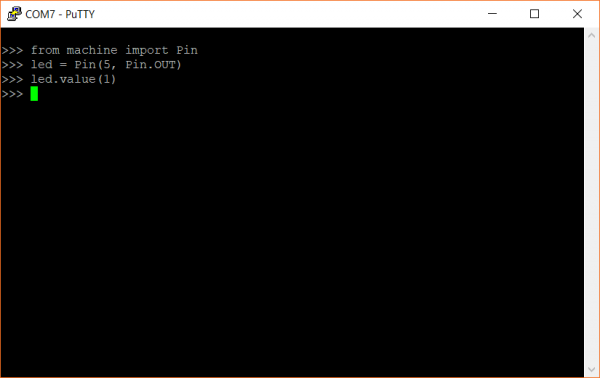 COM7 - PuTTY
>>> from machine import Pin
>>> led = Pin(5, Pin.OUT)
>>> led.value(1)
>>>